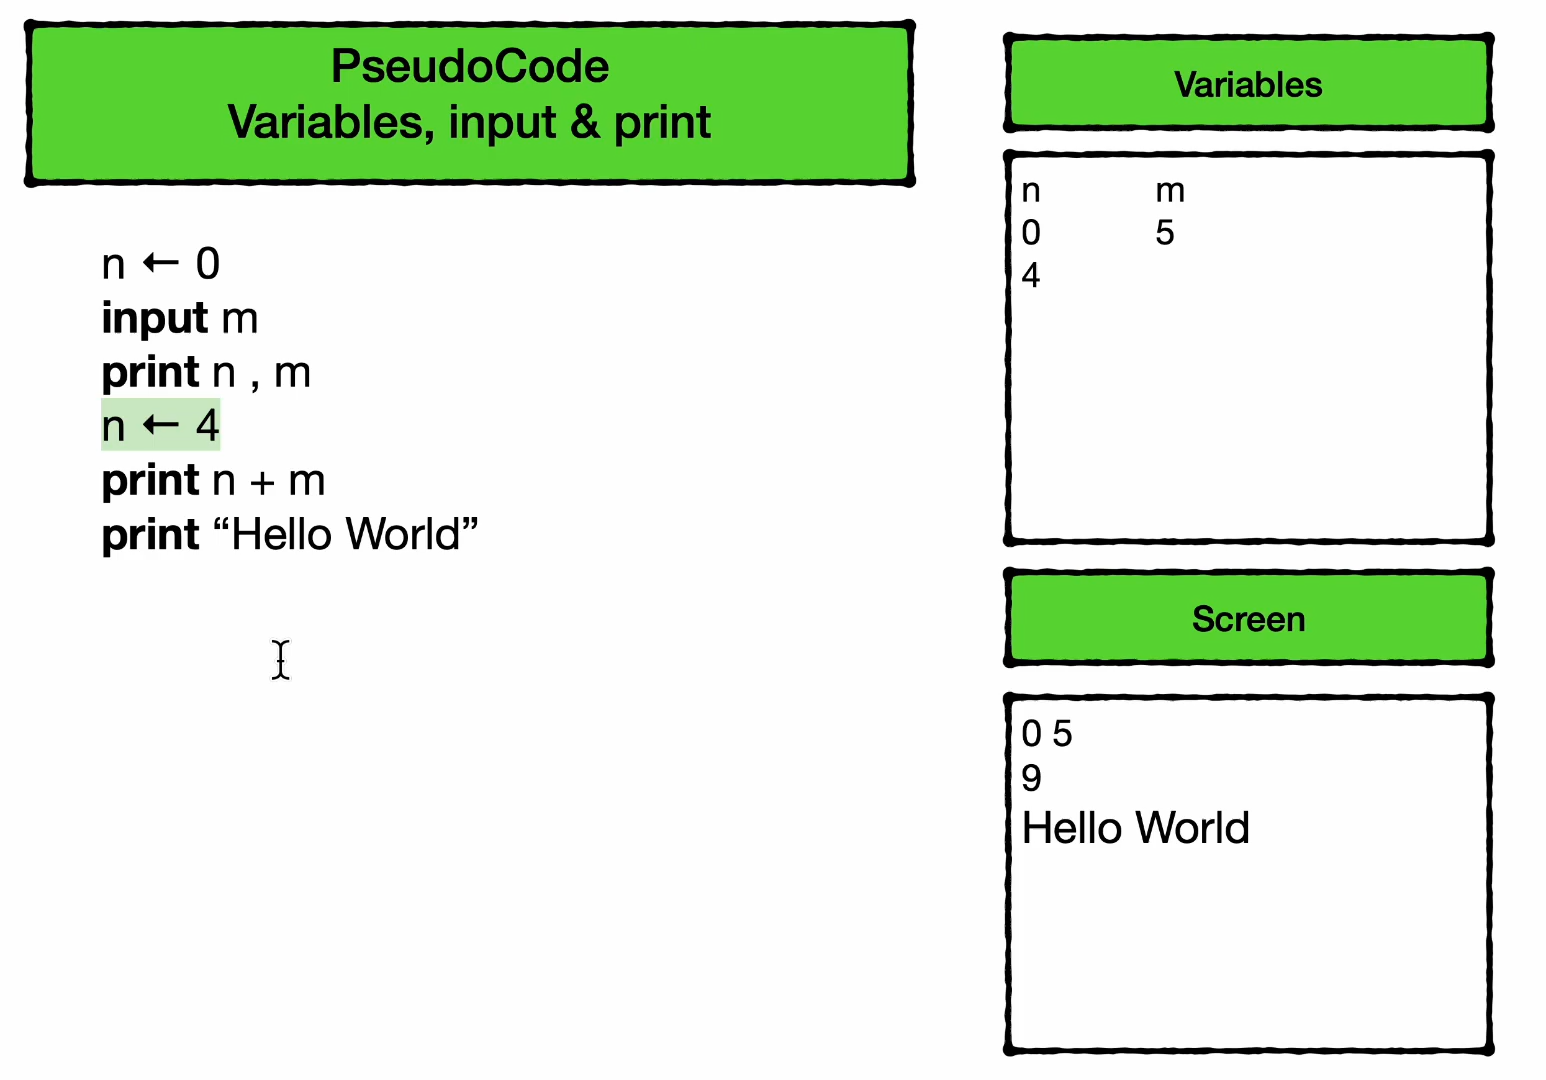 PseudoCode
Variables, input & print
n ← 0
input m
print n , m
n ← 4
print n + m
print “Hello World”
Variables
n m
0 5
4
Screen
0 5
9
Hello World